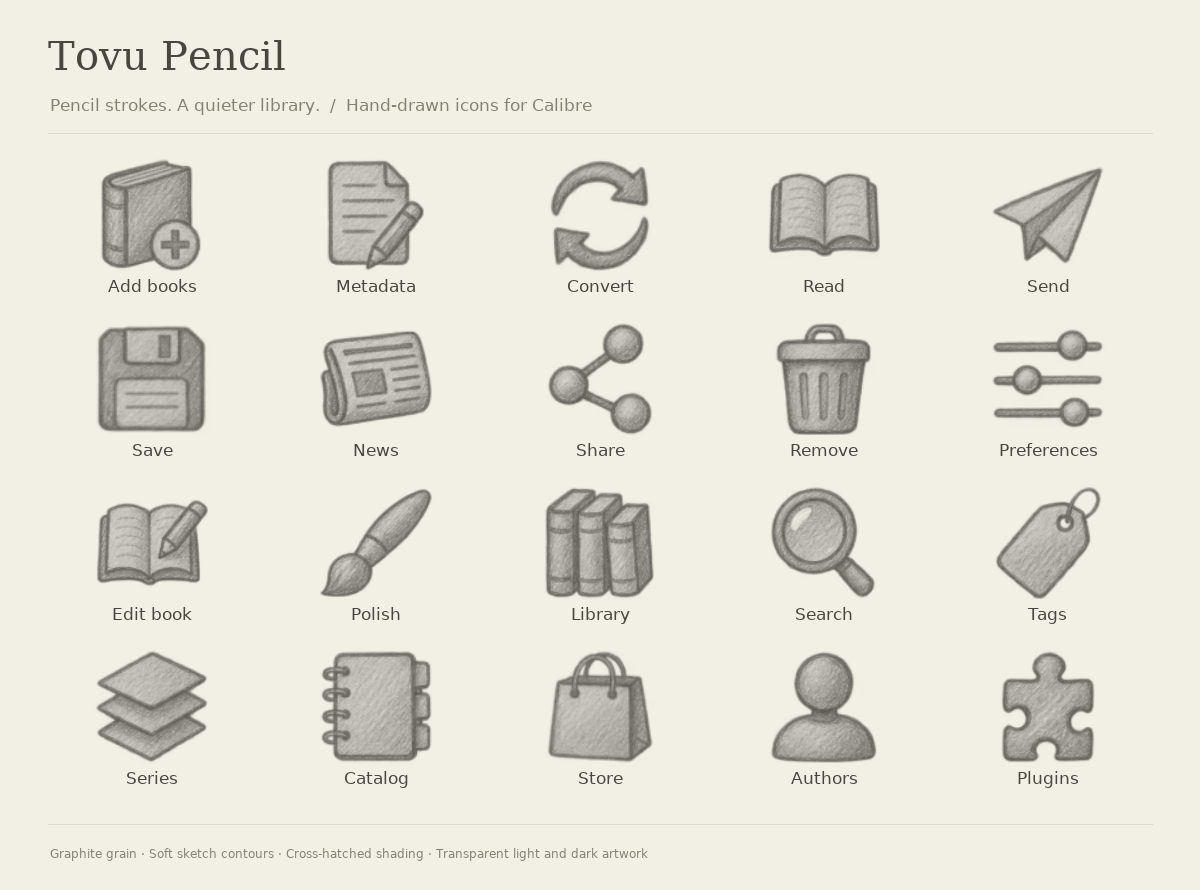 Tovu Pencil
Pencil strokes. A quieter library. / Hand-drawn icons for Calibre
Add books
Metadata
Convert
Read
Send
Save
News
Share
Remove
Preferences
Edit book
Polish
Library
Search
Tags
Series
Catalog
Store
Authors
Plugins
Graphite grain · Soft sketch contours · Cross-hatched shading · Transparent light and dark artwork